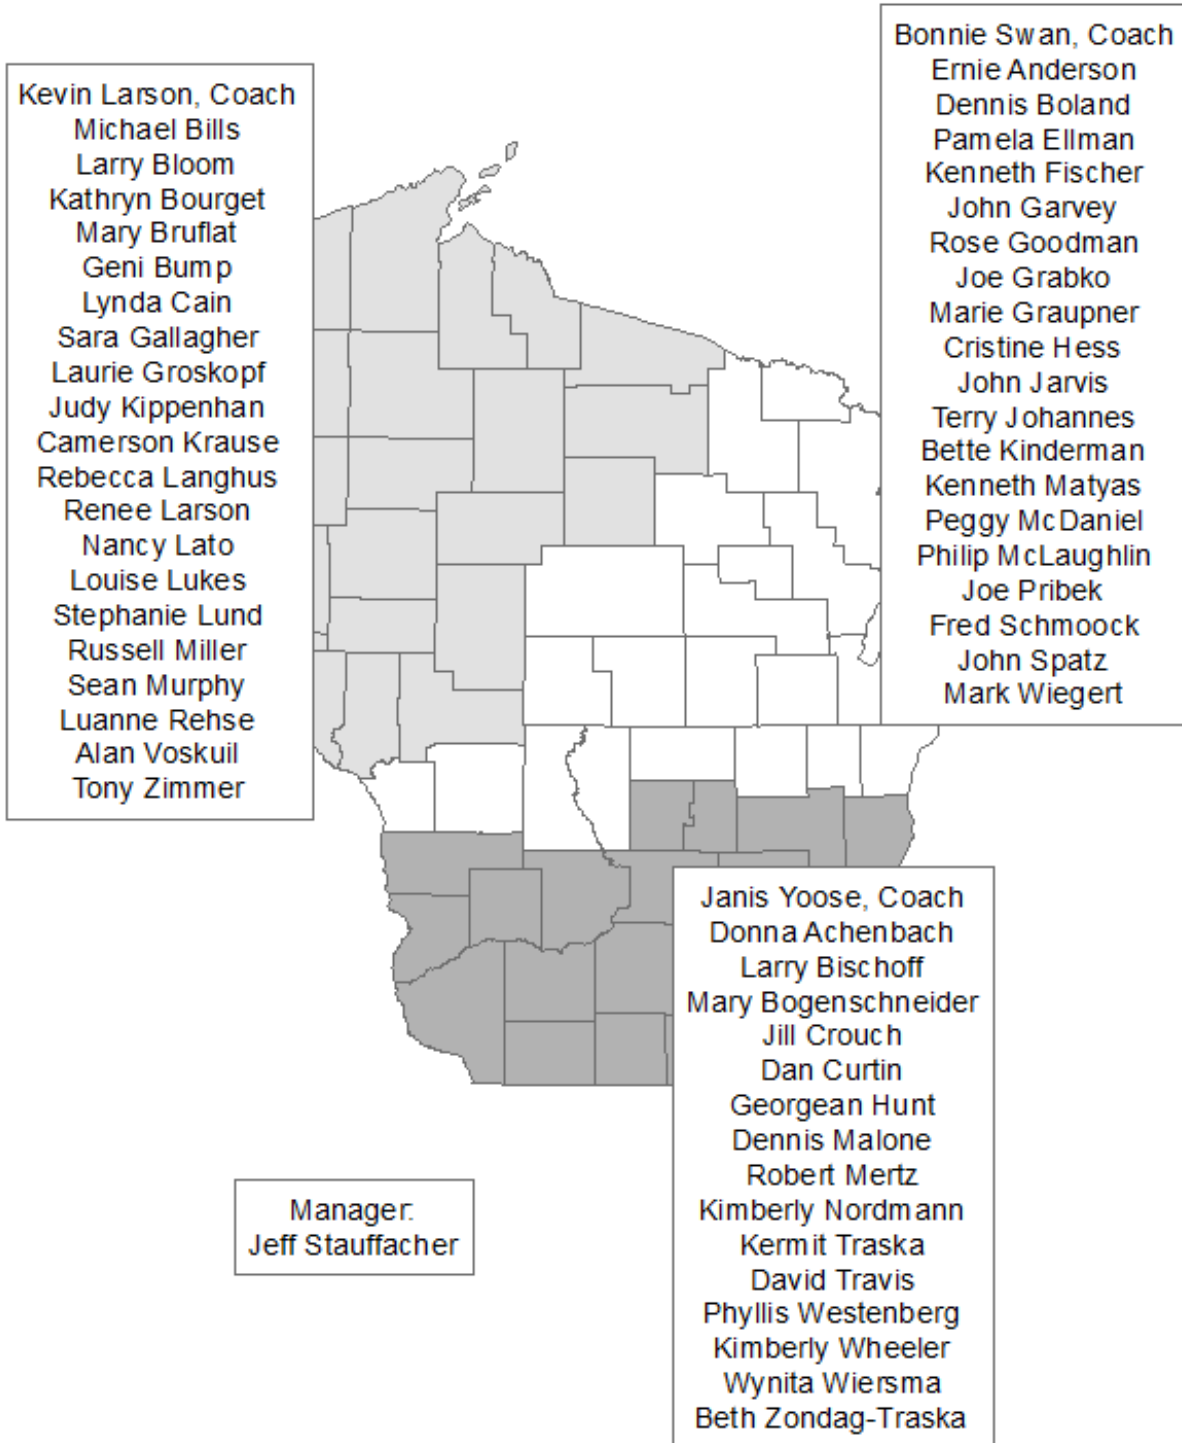 Kevin Larson, Coach
Michael Bills
Larry Bloom
Kathryn Bourget
Mary Bruflat
Geni Bump
Lynda Cain
Sara Gallagher
Laurie Groskopf
Judy Kippenhan
Camerson Krause
Rebecca Langhus
Renee Larson
Nancy Lato
Louise Lukes
Stephanie Lund
Russell Miller
Sean Murphy
Luanne Rehse
Alan Voskuil
Tony Zimmer
Bonnie Swan, Coach
Ernie Anderson
Dennis Boland
Pamela Ellman
Kenneth Fischer
John Garvey
Rose Goodman
Joe Grabko
Marie Graupner
Cristine Hess
John Jarvis
Terry Johannes
Bette Kinderman
Kenneth Matyas
Peggy McDaniel
Philip McLaughlin
Joe Pribek
Fred Schmoock
John Spatz
Mark Wiegert
Janis Yoose, Coach
Donna Achenbach
Larry Bischoff
Mary Bogenschneider
Jill Crouch
Dan Curtin
Georgean Hunt
Dennis Malone
Robert Mertz
Kimberly Nordmann
Kermit Traska
David Travis
Phyllis Westenberg
Kimberly Wheeler
Wynita Wiersma
Beth Zondag-Traska
Manager:
Jeff Stauffacher